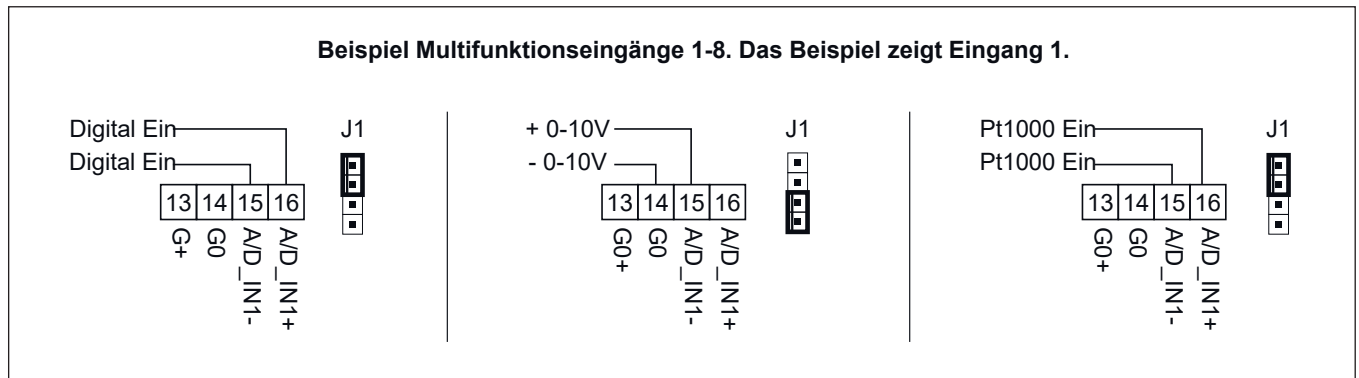 Beispiel Multifunktionseingänge 1-8. Das Beispiel zeigt Eingang 1.
Digital Ein
Digital Ein
J1
13 14 15 16
G+
G0
A/D_IN1-
A/D_IN1+
+ 0-10V
- 0-10V
J1
13 14 15 16
G0+
G0
A/D_IN1-
A/D_IN1+
Pt1000 Ein
Pt1000 Ein
J1
13 14 15 16
G0+
G0
A/D_IN1-
A/D_IN1+